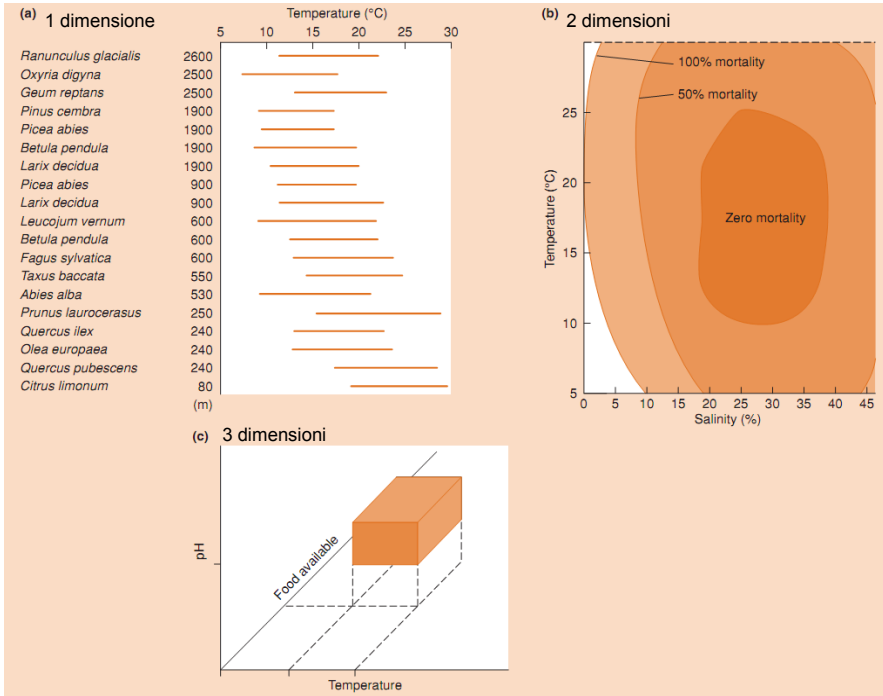 (a) 1 dimensione
Temperature (°C)
5 10 15 20 25 30
Ranunculus glacialis 2600
Oxyria digyna 2500
Geum reptans 2500
Pinus cembra 1900
Picea abies 1900
Betula pendula 1900
Larix decidua 1900
Picea abies 900
Larix decidua 900
Leucojum vernum 600
Betula pendula 600
Fagus sylvatica 600
Taxus baccata 550
Abies alba 530
Prunus laurocerasus 250
Quercus ilex 240
Olea europaea 240
Quercus pubescens 240
Citrus limonum 80
(m)
(b) 2 dimensioni
100% mortality
50% mortality
Zero mortality
Temperature (°C)
25
20
15
10
5
0 5 10 15 20 25 30 35 40 45
Salinity (%)
(c) 3 dimensioni
pH
Food available
Temperature